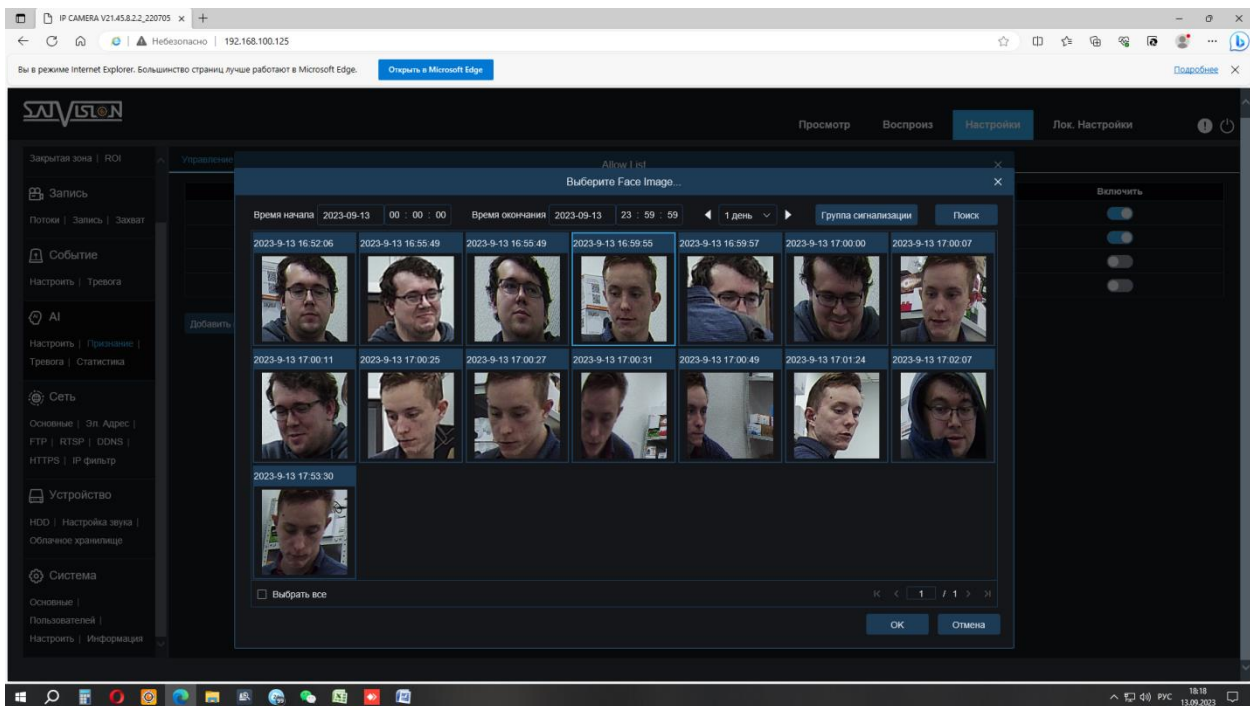 IP CAMERA V21.45.8.2.2_220705
Небезопасно 192.168.100.125
Вы в режиме Internet Explorer. Большинство страниц лучше работают в Microsoft Edge. Открыть в Microsoft Edge Подробнее
SATVISION
Просмотр Воспроиз Настройки Лок. Настройки
Закрытая зона | ROI
Запись
Потоки | Запись | Захват
Событие
Настроить | Тревога
AI
Настроить | Признание |
Тревога | Статистика
Сеть
Основные | Эл. Адрес |
FTP | RTSP | DDNS |
HTTPS | IP фильтр
Устройство
HDD | Настройка звука |
Облачное хранилище
Система
Основные |
Пользователей |
Настроить | Информация
Управление
Добавить
Включить
Allow List
Выберите Face Image...
Время начала 2023-09-13 00 : 00 : 00 Время окончания 2023-09-13 23 : 59 : 59 1 день Группа сигнализации Поиск
2023-9-13 16:52:06 2023-9-13 16:55:49 2023-9-13 16:55:49 2023-9-13 16:59:55 2023-9-13 16:59:57 2023-9-13 17:00:00 2023-9-13 17:00:07
2023-9-13 17:00:11 2023-9-13 17:00:25 2023-9-13 17:00:27 2023-9-13 17:00:31 2023-9-13 17:00:49 2023-9-13 17:01:24 2023-9-13 17:02:07
2023-9-13 17:53:30
Выбрать все
1 / 1
OK Отмена
РУС 18:18
13.09.2023